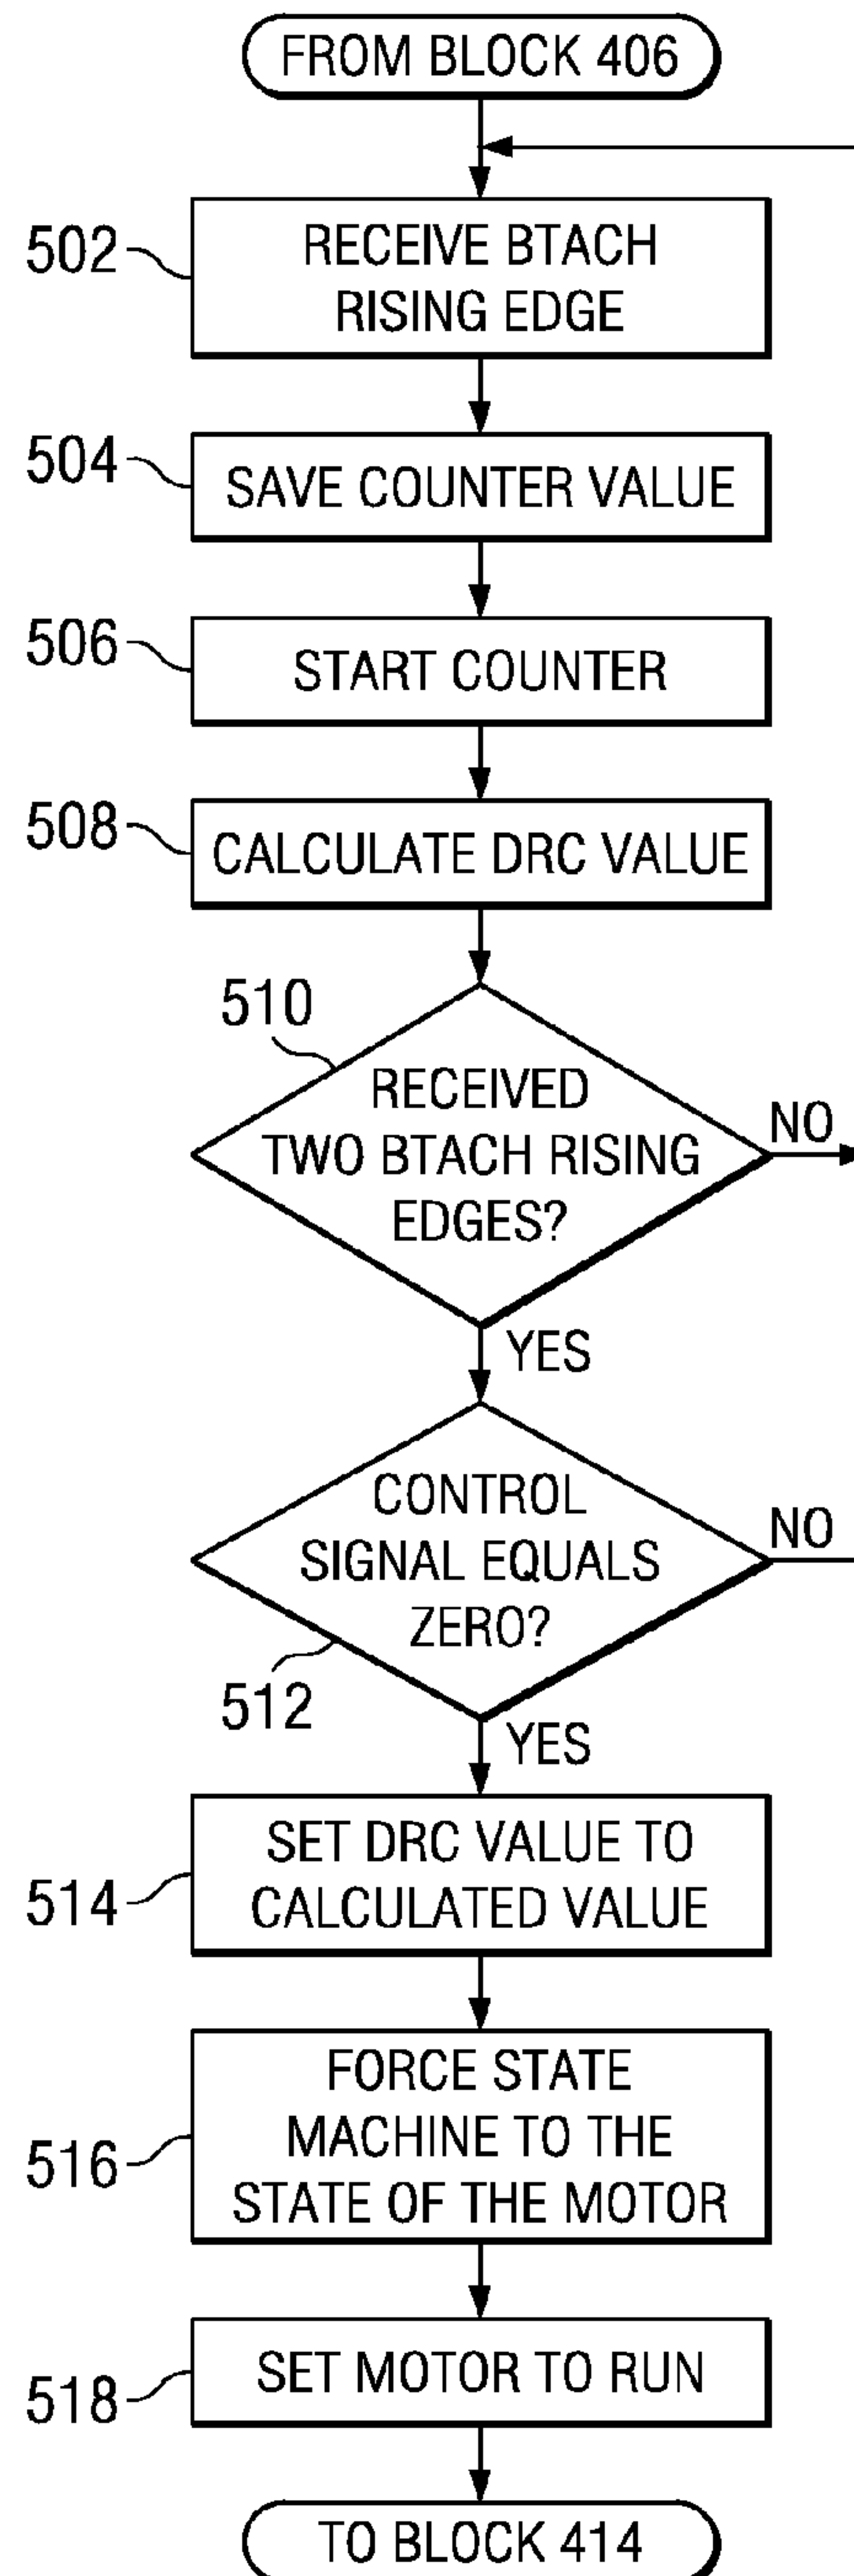 FROM BLOCK 406
502
RECEIVE BTACH
RISING EDGE
504
SAVE COUNTER VALUE
506
START COUNTER
508
CALCULATE DRC VALUE
510
RECEIVED
TWO BTACH RISING
EDGES?
NO
YES
CONTROL
SIGNAL EQUALS
ZERO?
NO
512
YES
514
SET DRC VALUE TO
CALCULATED VALUE
516
FORCE STATE
MACHINE TO THE
STATE OF THE MOTOR
518
SET MOTOR TO RUN
TO BLOCK 414